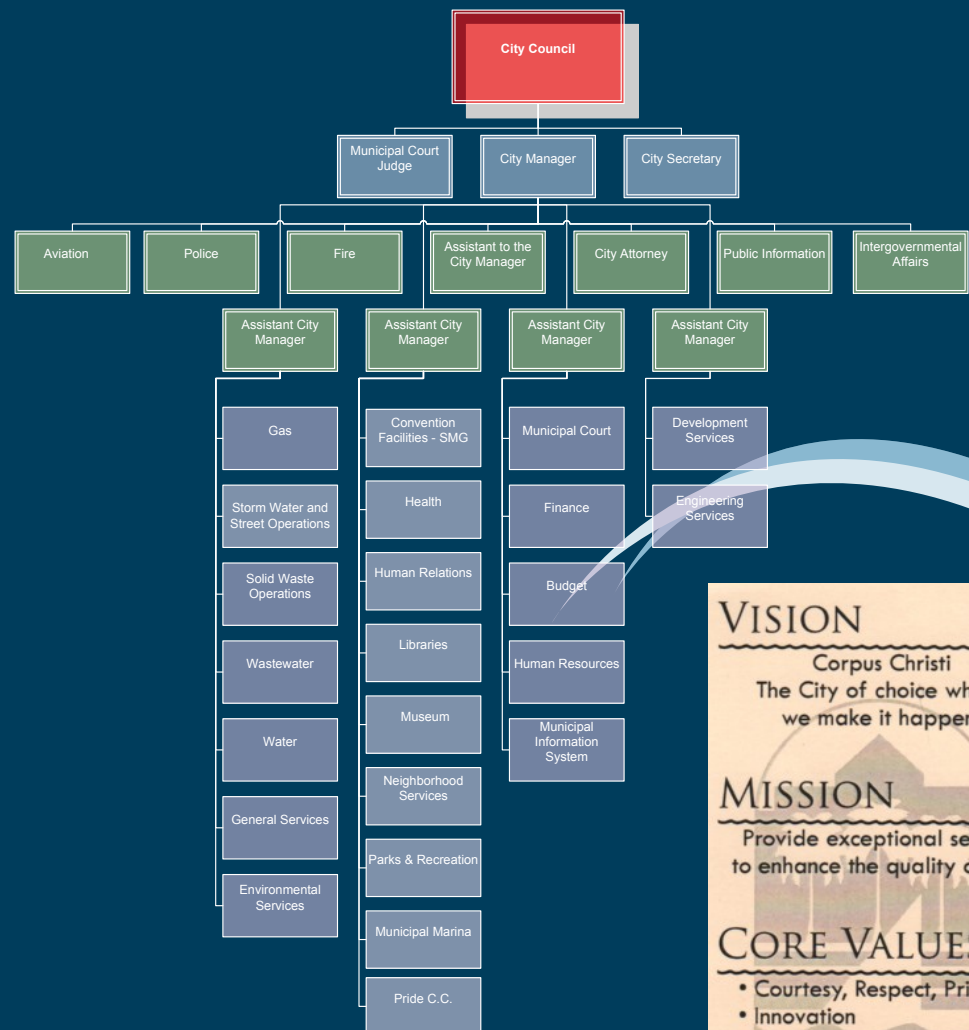 City Council
Municipal Court
Judge
City Manager
City Secretary
Aviation
Police
Fire
Assistant to the
City Manager
City Attorney
Public Information
Intergovernmental
Affairs
Assistant City
Manager
Assistant City
Manager
Assistant City
Manager
Assistant City
Manager
Gas
Storm Water and
Street Operations
Solid Waste
Operations
Wastewater
Water
General Services
Environmental
Services
Convention
Facilities - SMG
Health
Human Relations
Libraries
Museum
Neighborhood
Services
Parks & Recreation
Municipal Marina
Pride C.C.
Municipal Court
Finance
Budget
Human Resources
Municipal
Information
System
Development
Services
Engineering
Services
VISION
Corpus Christi
The City of choice
we make it happen
MISSION
Provide exceptional
to enhance the quality
CORE VALUES
• Courtesy, Respect,
• Innovation